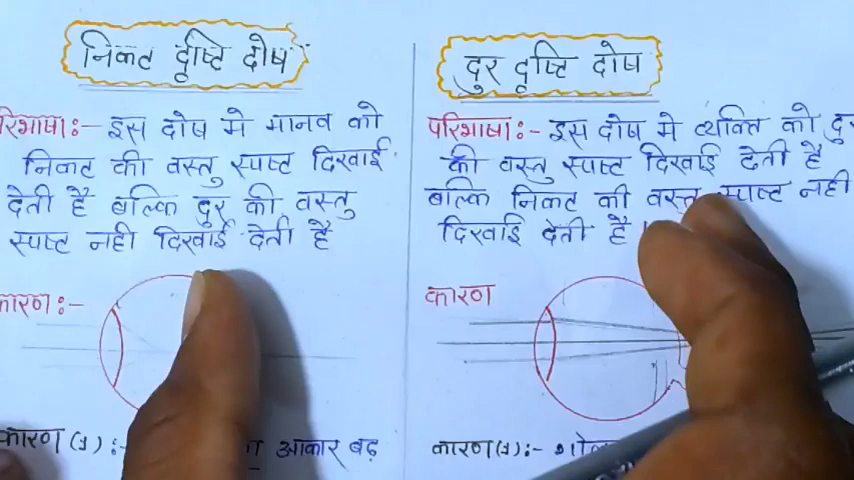 निकट दृष्टि दोष
परिभाषाः- इस दोष मे मानव को
निकट की वस्तु स्पष्ट दिखाई
देती है बल्कि दुर की वस्तु
स्पष्ट नही दिखाई देती है
कारण:-
कारण (1) :- आकार बढ़
दुर दृष्टि दोष
परिभाषाः- इस दोष मे व्यक्ति को दुर
की वस्तु स्पष्ट दिखाई देती है
बल्कि निकट की वस्तु स्पष्ट नही
दिखाई देती है
कारण
कारण(1):-